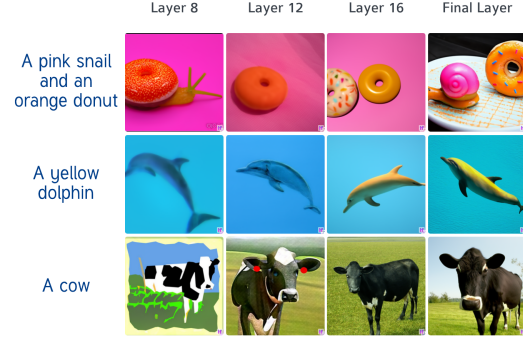 Layer 8 Layer 12 Layer 16 Final Layer
A pink snail
and an
orange donut
A yellow
dolphin
A cow